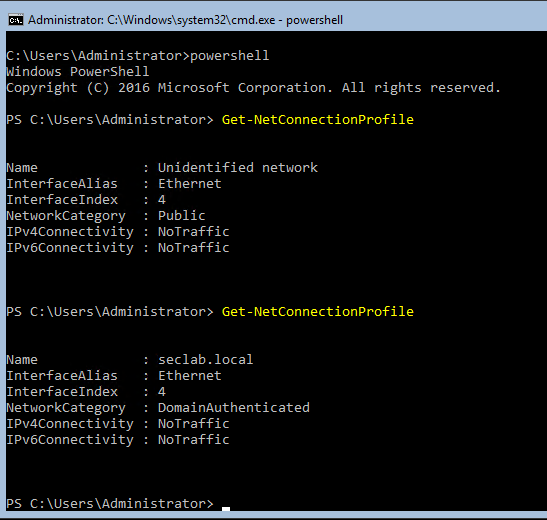 Administrator: C:\Windows\system32\cmd.exe - powershell
C:\Users\Administrator>powershell
Windows PowerShell
Copyright (C) 2016 Microsoft Corporation. All rights reserved.
PS C:\Users\Administrator> Get-NetConnectionProfile
Name             : Unidentified network
InterfaceAlias   : Ethernet
InterfaceIndex   : 4
NetworkCategory  : Public
IPv4Connectivity : NoTraffic
IPv6Connectivity : NoTraffic
PS C:\Users\Administrator> Get-NetConnectionProfile
Name             : seclab.local
InterfaceAlias   : Ethernet
InterfaceIndex   : 4
NetworkCategory  : DomainAuthenticated
IPv4Connectivity : NoTraffic
IPv6Connectivity : NoTraffic
PS C:\Users\Administrator>